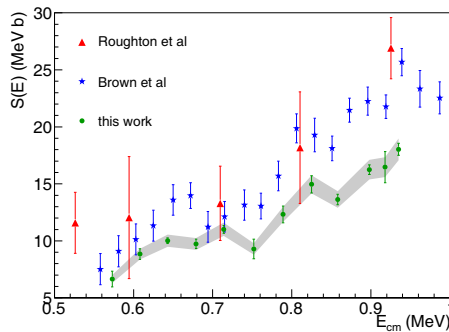 S(E) (MeV b)
30
25
20
15
10
5
Roughton et al
Brown et al
this work
0.5 0.6 0.7 0.8 0.9 1
E_cm (MeV)